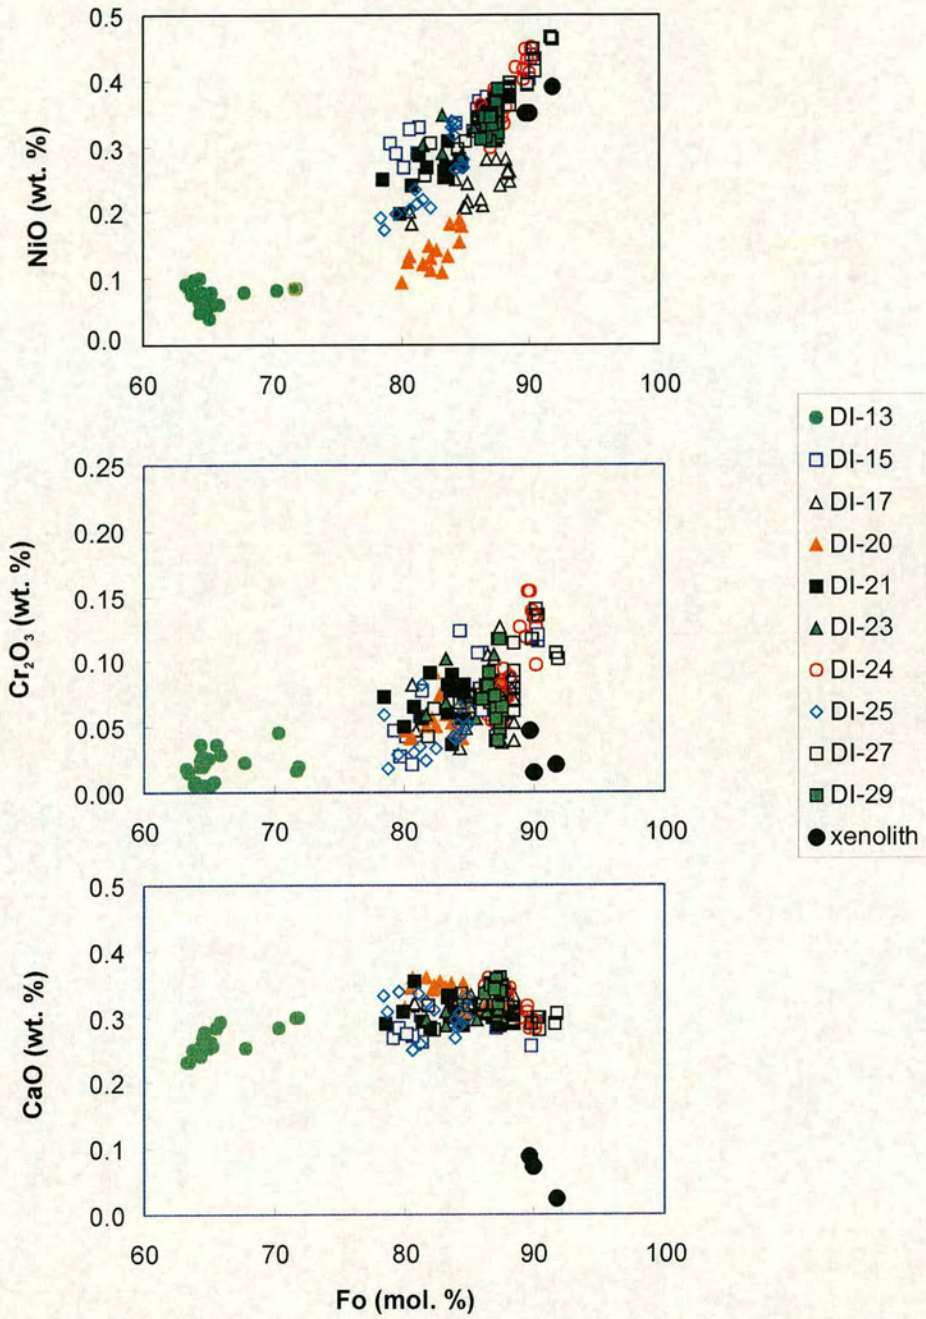 0.5
0.4
0.3
0.2
0.1
0.0
NiO (wt. %)
60 70 80 90 100
0.25
0.20
0.15
0.10
0.05
0.00
Cr₂O₃ (wt. %)
60 70 80 90 100
0.5
0.4
0.3
0.2
0.1
0.0
CaO (wt. %)
60 70 80 90 100
Fo (mol. %)
DI-13
DI-15
DI-17
DI-20
DI-21
DI-23
DI-24
DI-25
DI-27
DI-29
xenolith